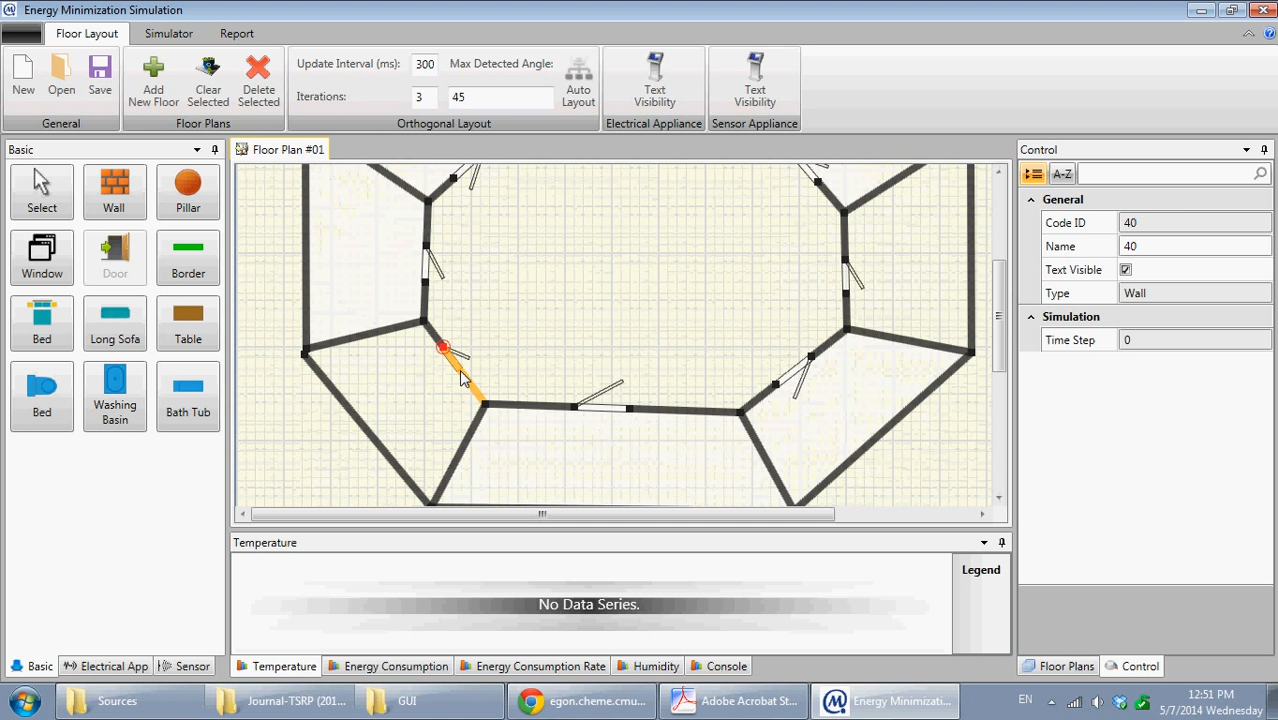 Energy Minimization Simulation
Floor Layout Simulator Report
New Open Save
General
Add New Floor
Clear Selected
Delete Selected
Floor Plans
Update Interval (ms): 300 Max Detected Angle:
Iterations: 3 45
Auto Layout
Orthogonal Layout
Text Visibility
Electrical Appliance
Text Visibility
Sensor Appliance
Basic
Select Wall Pillar
Window Door Border
Bed Long Sofa Table
Bed Washing Basin Bath Tub
Basic Electrical App Sensor
Floor Plan #01
Temperature
No Data Series.
Legend
Temperature Energy Consumption Energy Consumption Rate Humidity Console
Control
A-Z
General
Code ID 40
Name 40
Text Visible
Type Wall
Simulation
Time Step 0
Floor Plans Control
Sources Journal-TSRP (201... GUI egon.cheme.cmu... Adobe Acrobat St... Energy Minimizati...
EN
12:51 PM
5/7/2014 Wednesday